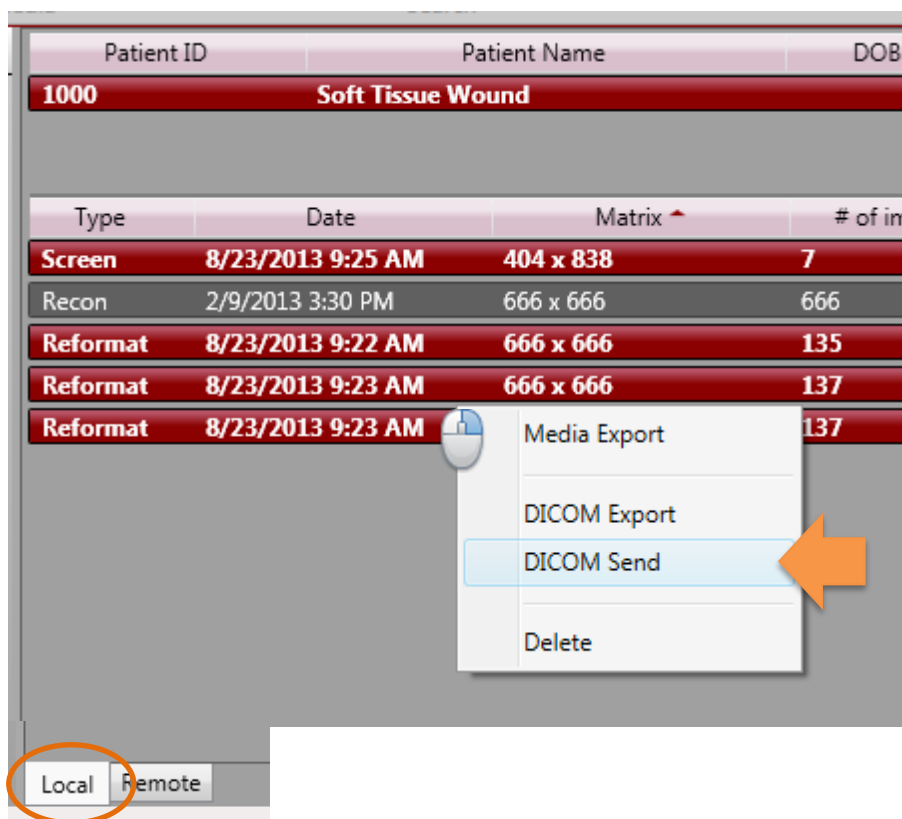 Patient ID Patient Name DOB
1000 Soft Tissue Wound
Type Date Matrix # of in
Screen 8/23/2013 9:25 AM 404 x 838 7
Recon 2/9/2013 3:30 PM 666 x 666 666
Reformat 8/23/2013 9:22 AM 666 x 666 135
Reformat 8/23/2013 9:23 AM 666 x 666 137
Reformat 8/23/2013 9:23 AM 137
Media Export
DICOM Export
DICOM Send
Delete
Local Remote